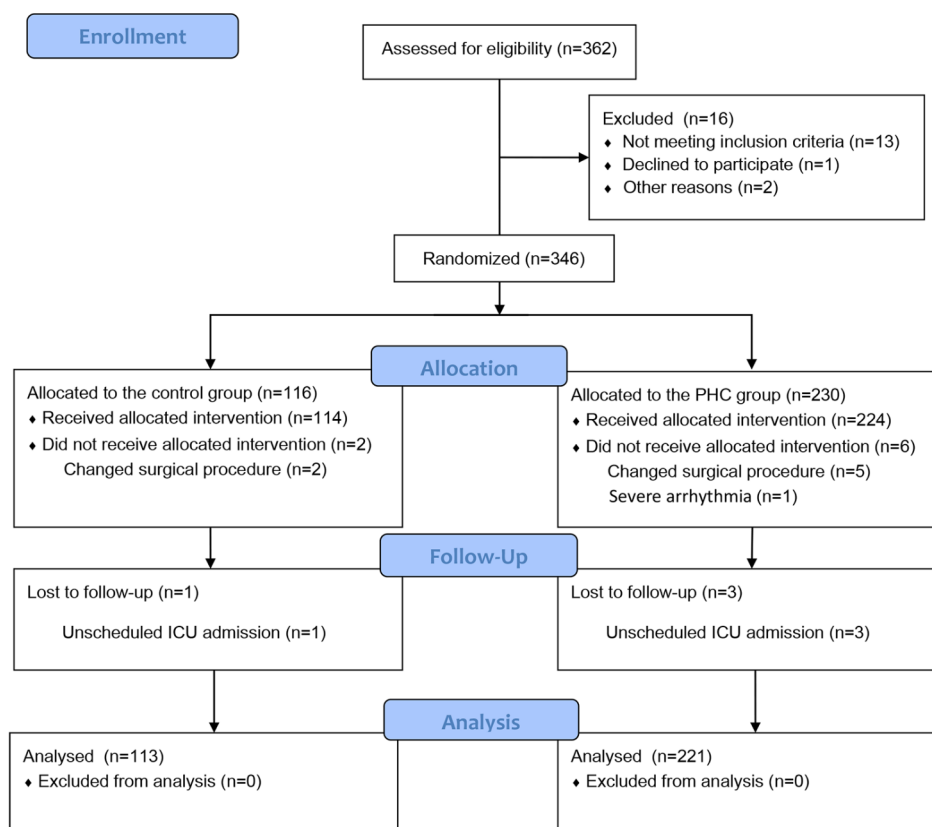 Enrollment
Assessed for eligibility (n=362)
Excluded (n=16)
♦ Not meeting inclusion criteria (n=13)
♦ Declined to participate (n=1)
♦ Other reasons (n=2)
Randomized (n=346)
Allocation
Allocated to the control group (n=116)
♦ Received allocated intervention (n=114)
♦ Did not receive allocated intervention (n=2)
Changed surgical procedure (n=2)
Allocated to the PHC group (n=230)
♦ Received allocated intervention (n=224)
♦ Did not receive allocated intervention (n=6)
Changed surgical procedure (n=5)
Severe arrhythmia (n=1)
Follow-Up
Lost to follow-up (n=1)
Unscheduled ICU admission (n=1)
Lost to follow-up (n=3)
Unscheduled ICU admission (n=3)
Analysis
Analysed (n=113)
♦ Excluded from analysis (n=0)
Analysed (n=221)
♦ Excluded from analysis (n=0)